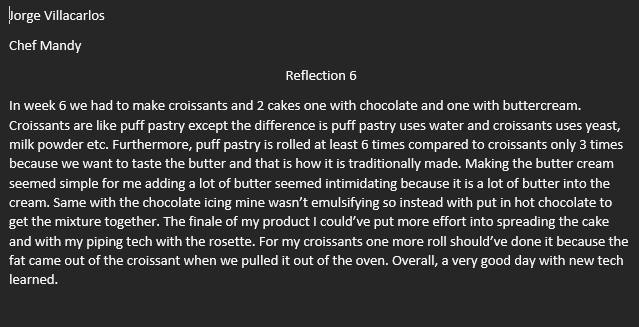 Jorge Villacarlos
Chef Mandy
Reflection 6
In week 6 we had to make croissants and 2 cakes one with chocolate and one with buttercream.
Croissants are like puff pastry except the difference is puff pastry uses water and croissants uses yeast,
milk powder etc. Furthermore, puff pastry is rolled at least 6 times compared to croissants only 3 times
because we want to taste the butter and that is how it is traditionally made. Making the butter cream
seemed simple for me adding a lot of butter seemed intimidating because it is a lot of butter into the
cream. Same with the chocolate icing mine wasn’t emulsifying so instead with put in hot chocolate to
get the mixture together. The finale of my product I could’ve put more effort into spreading the cake
and with my piping tech with the rosette. For my croissants one more roll should’ve done it because the
fat came out of the croissant when we pulled it out of the oven. Overall, a very good day with new tech
learned.